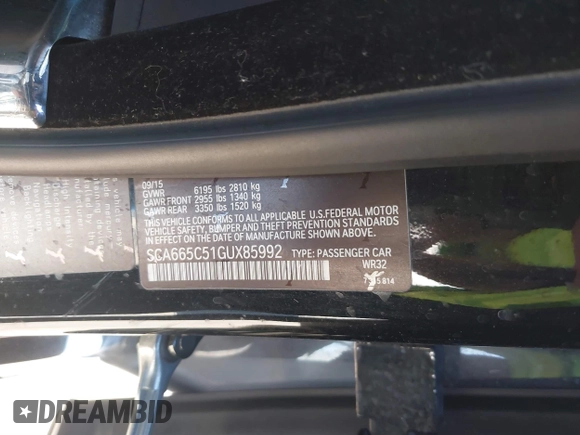 09/15
GVWR 6195 lbs 2810 kg
GAWR FRONT 2955 lbs 1340 kg
GAWR REAR 3350 lbs 1520 kg
THIS VEHICLE CONFORMS TO ALL APPLICABLE U.S. FEDERAL MOTOR
VEHICLE SAFETY, BUMPER AND THEFT PREVENTION STANDARDS
IN EFFECT ON THE DATE OF MANUFACTURE SHOWN ABOVE.
SCA665C51GUX85992 TYPE: PASSENGER CAR
WR32
DREAMBID